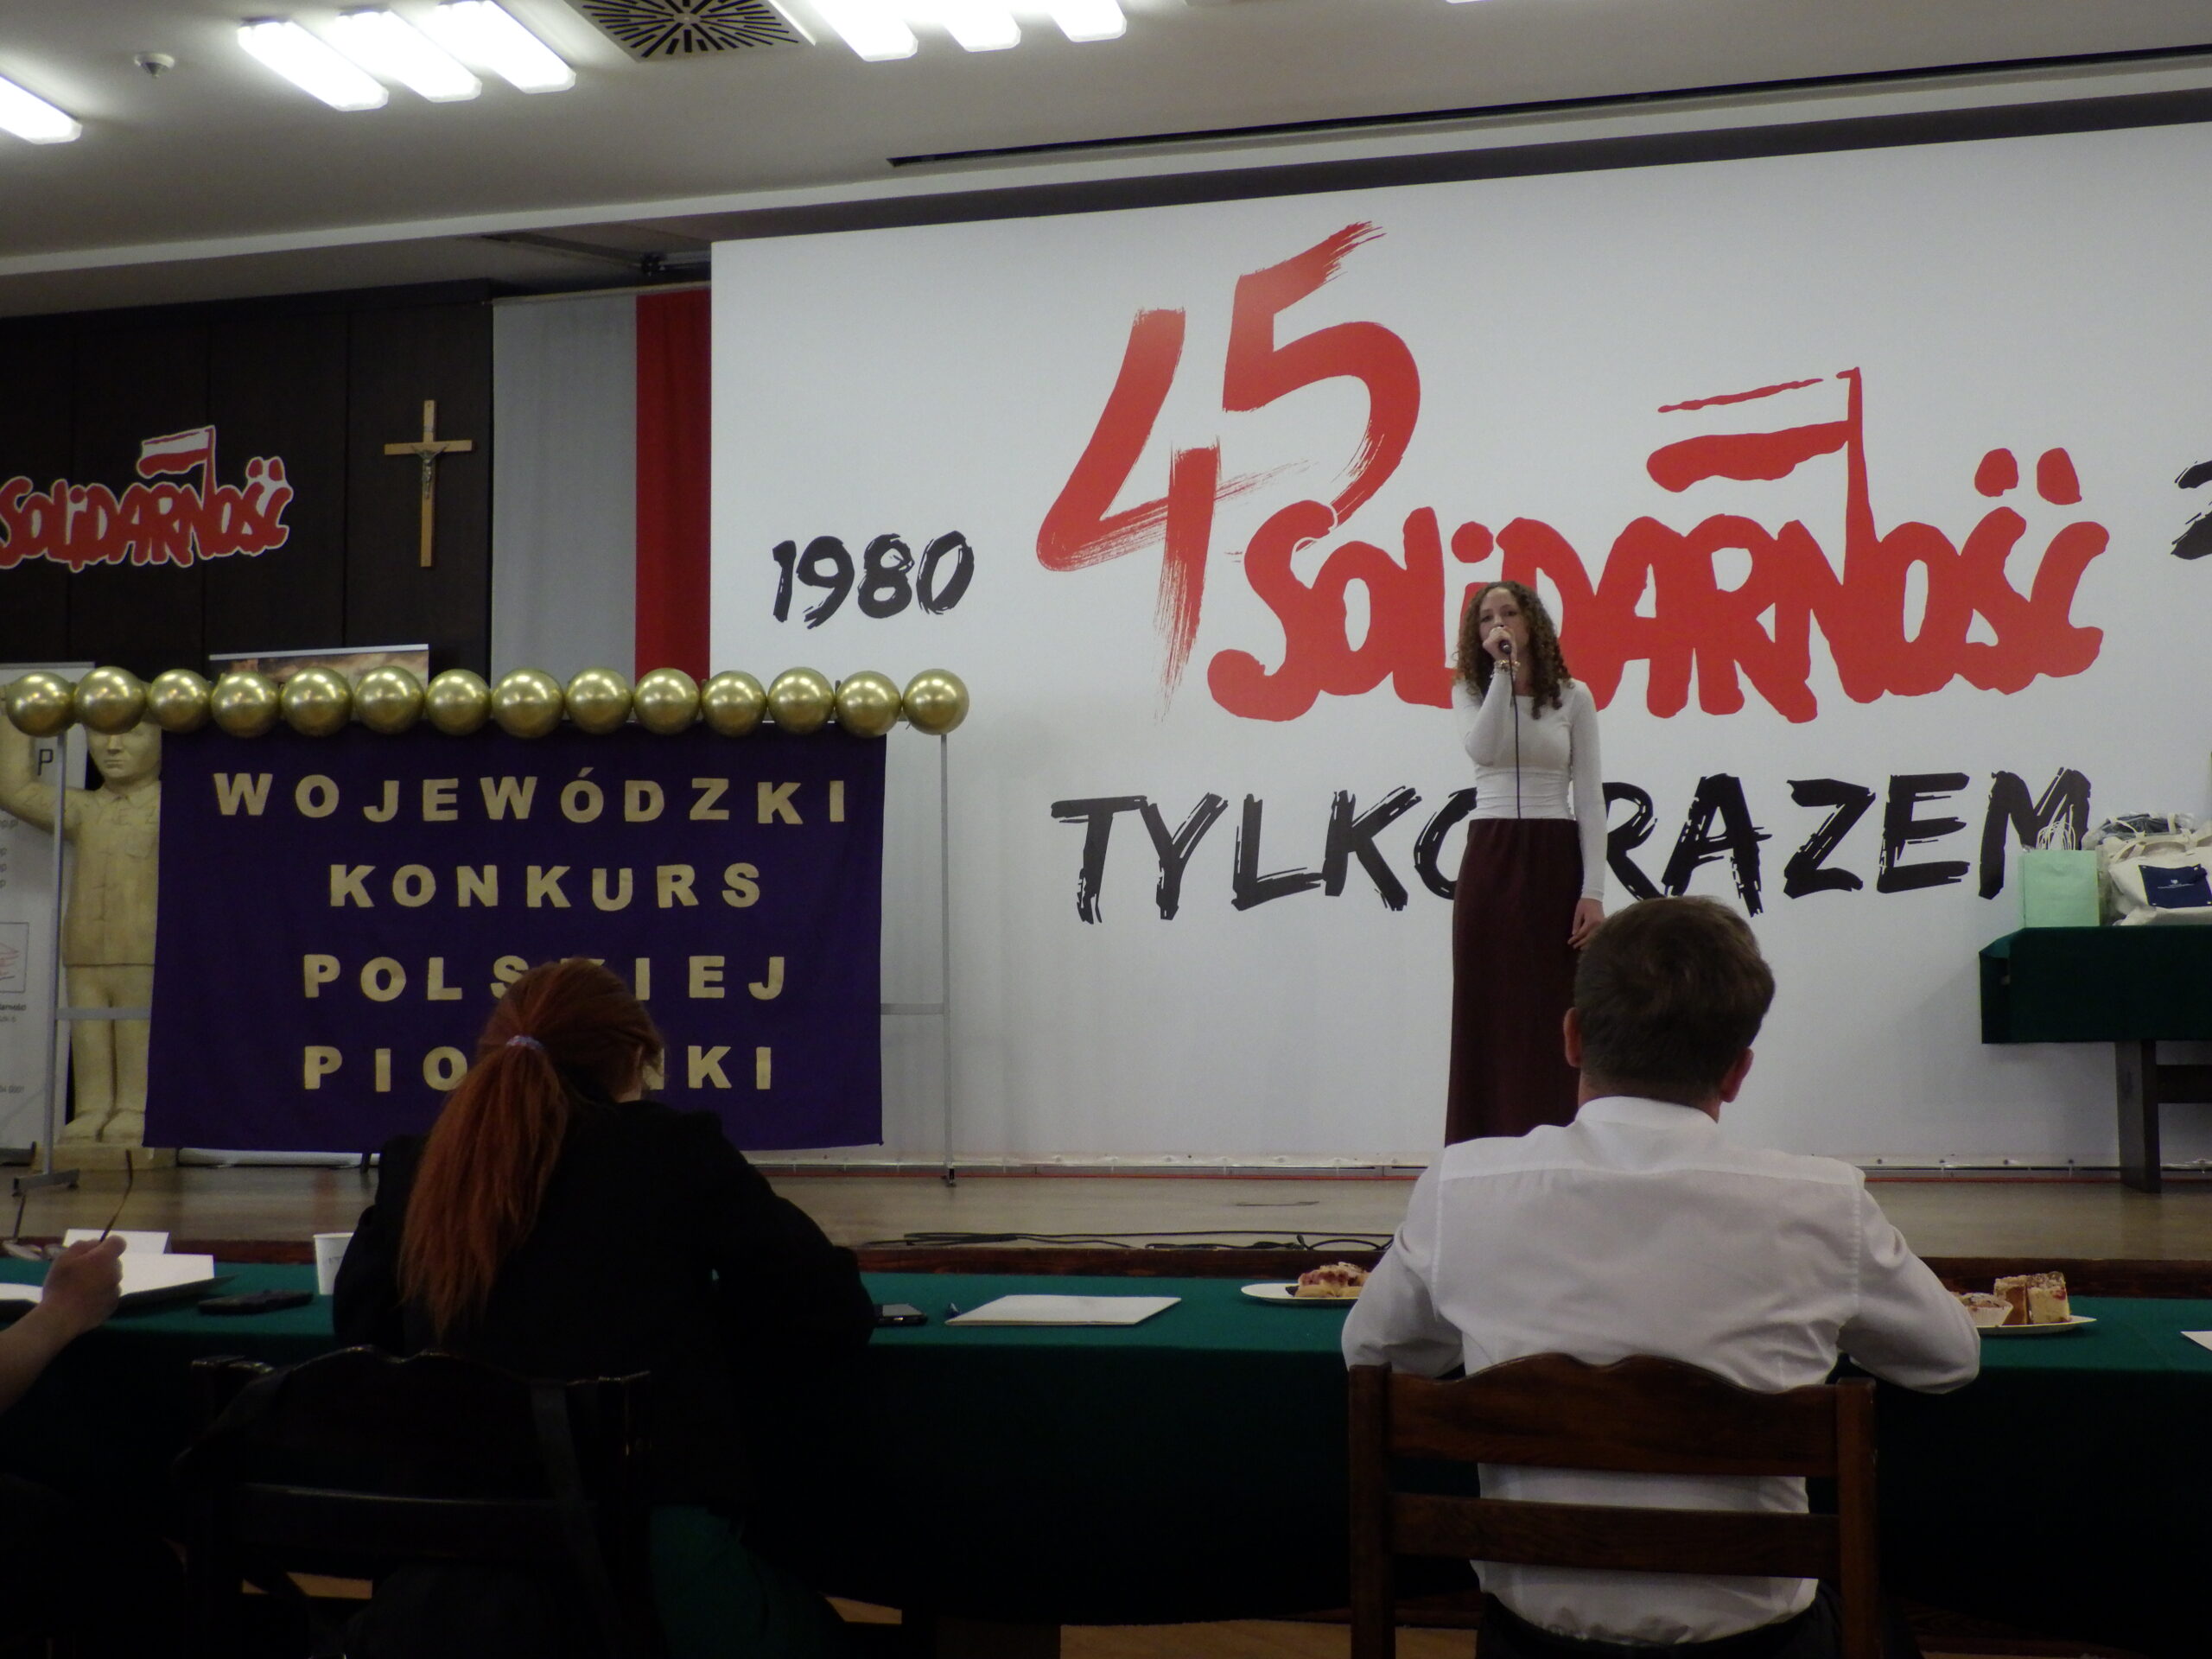 SOLIDARNOŚĆ
1980
45
SOLIDARNOŚĆ
TYLKO RAZEM
WOJEWÓDZKI
KONKURS
POLSKIEJ
PIOSENKI
P